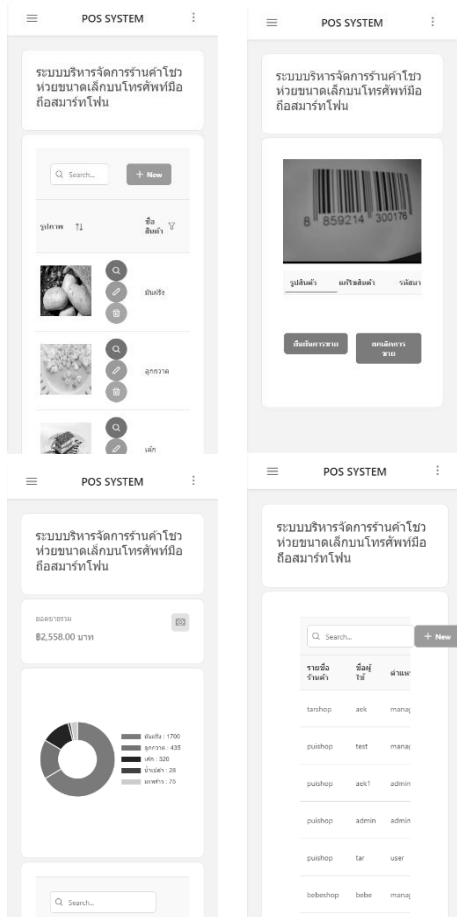 POS SYSTEM
ระบบบริหารจัดการร้านค้าโชว
ห่วยขนาดเล็กบนโทรศัพท์มือ
ถือสมาร์ทโฟน
Search...
+ New
รูปภาพ
ชื่อ
สินค้า
มันฝรั่ง
ลูกกวาด
เค้ก
POS SYSTEM
ระบบบริหารจัดการร้านค้าโชว
ห่วยขนาดเล็กบนโทรศัพท์มือ
ถือสมาร์ทโฟน
8 859214 300176
รูปสินค้า แก้ไขสินค้า รหัสบา
ยืนยันการขาย
ยกเลิกการ
ขาย
POS SYSTEM
ระบบบริหารจัดการร้านค้าโชว
ห่วยขนาดเล็กบนโทรศัพท์มือ
ถือสมาร์ทโฟน
ยอดขายรวม
฿2,558.00 บาท
มันฝรั่ง : 1700
ลูกกวาด : 435
เค้ก : 320
น้ำเปล่า : 28
มะพร้าว : 75
Search...
POS SYSTEM
ระบบบริหารจัดการร้านค้าโชว
ห่วยขนาดเล็กบนโทรศัพท์มือ
ถือสมาร์ทโฟน
Search...
+ New
รายชื่อ
ร้านค้า
ชื่อผู้
ใช้
ตำแหน
tarshop aek manag
puishop test manag
puishop aek1 admin
puishop admin admin
puishop tar user
bebeshop bebe manag